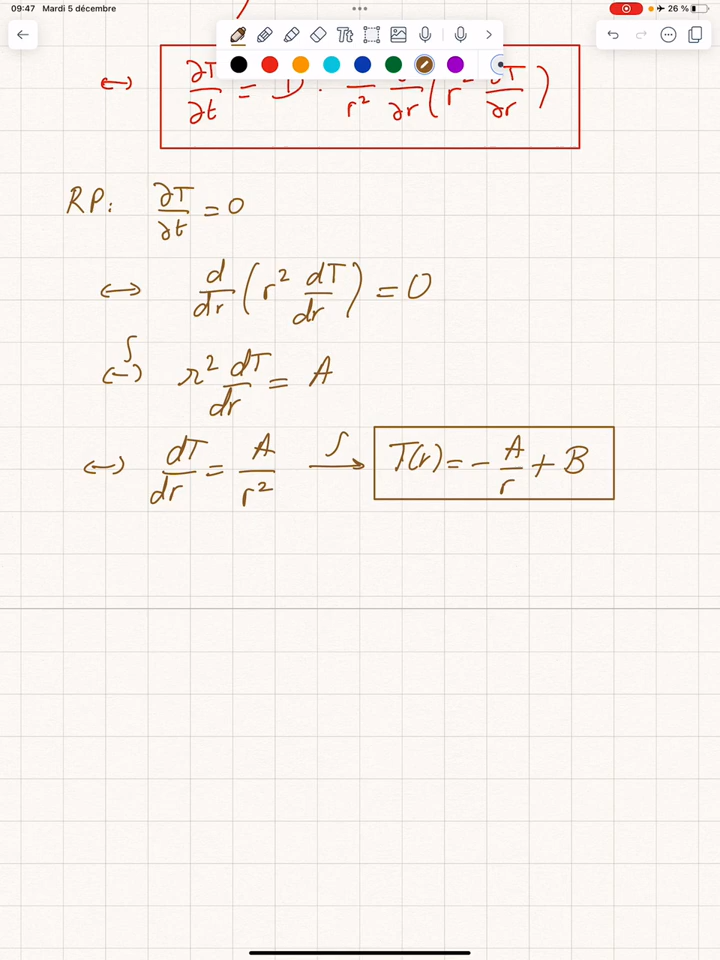 09:47 Mardi 5 décembre 26 %
Tt
↔ ∂T/∂t = D · 1/r² ∂/∂r (r² ∂T/∂r)
RP: ∂T/∂t = 0
↔ d/dr (r² dT/dr) = 0
∫
↔ r² dT/dr = A
↔ dT/dr = A/r² ∫→ T(r) = - A/r + B